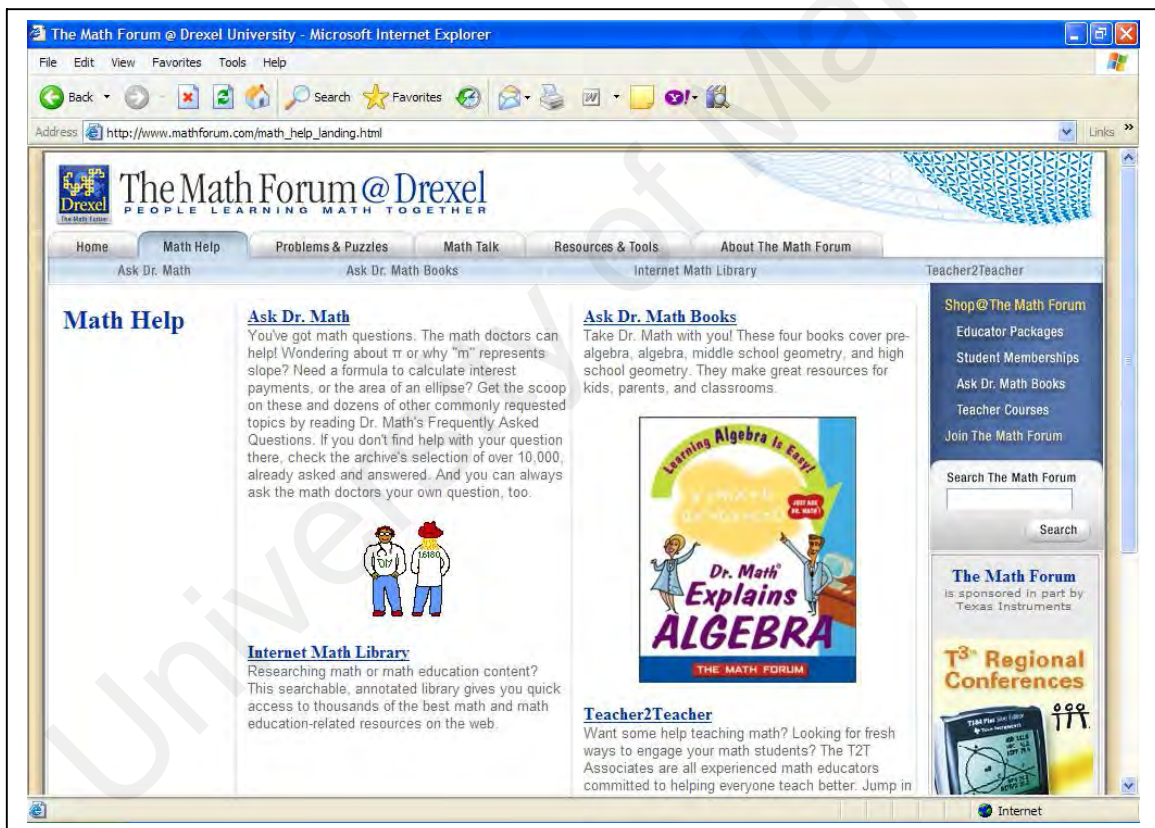 The Math Forum @ Drexel University - Microsoft Internet Explorer
File Edit View Favorites Tools Help
Back Search Favorites
Address http://www.mathforum.com/math_help_landing.html Links »
Drexel
The Math Forum
The Math Forum @ Drexel
PEOPLE LEARNING MATH TOGETHER
Home Math Help Problems & Puzzles Math Talk Resources & Tools About The Math Forum
Ask Dr. Math Ask Dr. Math Books Internet Math Library Teacher2Teacher
Math Help
Ask Dr. Math
You've got math questions. The math doctors can
help! Wondering about π or why "m" represents
slope? Need a formula to calculate interest
payments, or the area of an ellipse? Get the scoop
on these and dozens of other commonly requested
topics by reading Dr. Math's Frequently Asked
Questions. If you don't find help with your question
there, check the archive's selection of over 10,000,
already asked and answered. And you can always
ask the math doctors your own question, too.
1.6180
Internet Math Library
Researching math or math education content?
This searchable, annotated library gives you quick
access to thousands of the best math and math
education-related resources on the web.
Ask Dr. Math Books
Take Dr. Math with you! These four books cover pre-
algebra, algebra, middle school geometry, and high
school geometry. They make great resources for
kids, parents, and classrooms.
Learning Algebra Is Easy!
JUST ASK
DR. MATH!
Dr. Math
Explains
ALGEBRA
THE MATH FORUM
Teacher2Teacher
Want some help teaching math? Looking for fresh
ways to engage your math students? The T2T
Associates are all experienced math educators
committed to helping everyone teach better. Jump in
Shop@The Math Forum
Educator Packages
Student Memberships
Ask Dr. Math Books
Teacher Courses
Join The Math Forum
Search The Math Forum
Search
The Math Forum
is sponsored in part by
Texas Instruments
T³™ Regional
Conferences
Internet
University of Ma